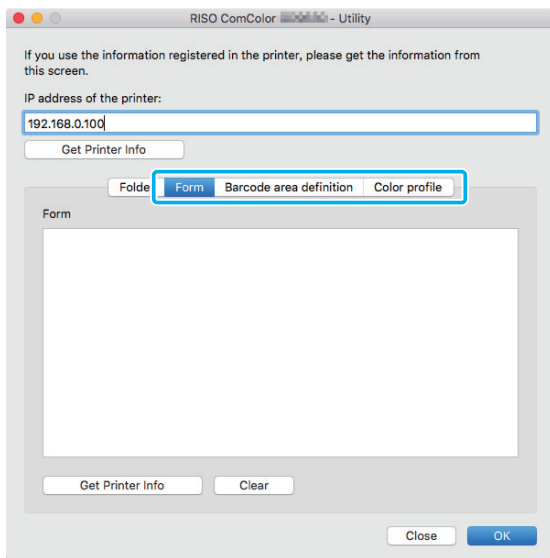 RISO ComColor - Utility
If you use the information registered in the printer, please get the information from
this screen.
IP address of the printer:
192.168.0.100
Get Printer Info
Form Barcode area definition Color profile
Form
Get Printer Info Clear
Close OK